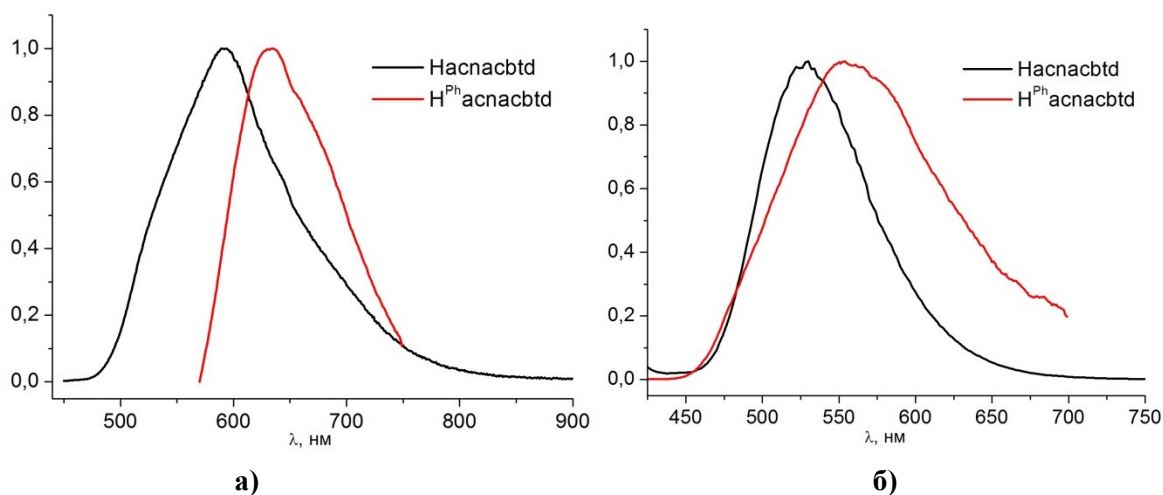 1,0
0,8
0,6
0,4
0,2
0,0
Hacnacbtd
H^Ph acnacbtd
500 600 700 800 900
λ, нм
а)
1,0
0,8
0,6
0,4
0,2
0,0
Hacnacbtd
H^Ph acnacbtd
450 500 550 600 650 700 750
λ, нм
б)